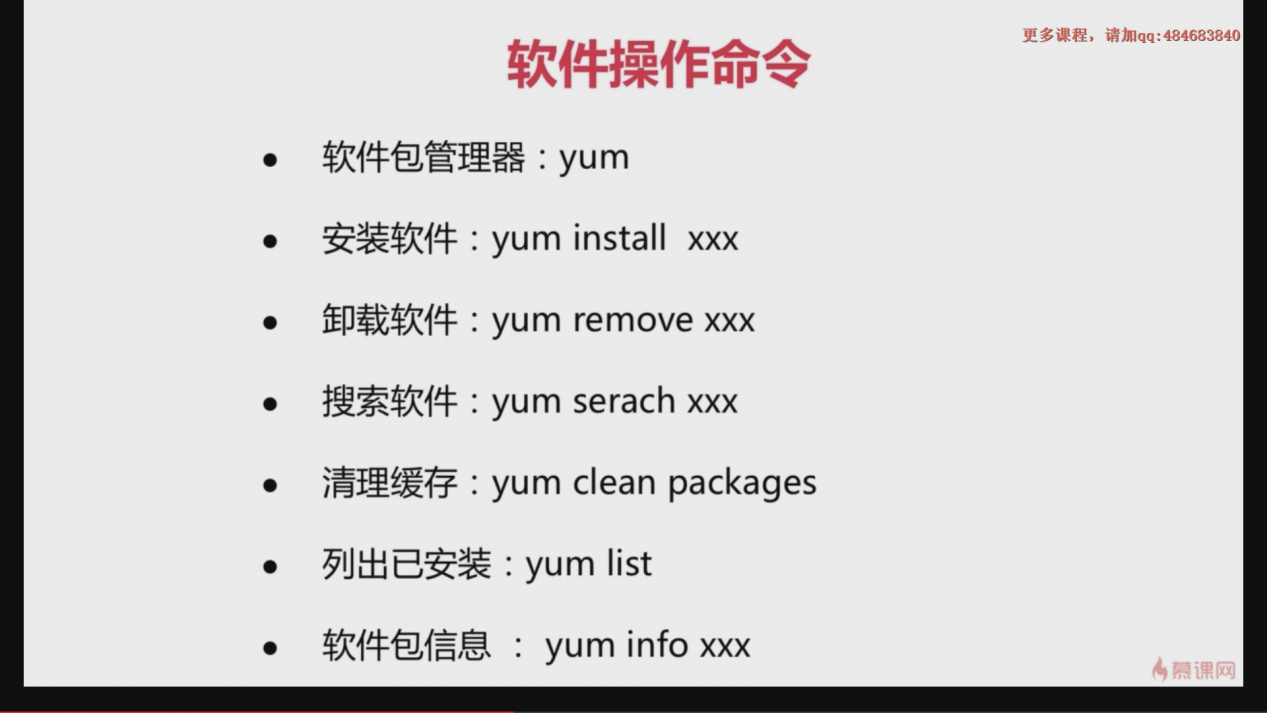 更多课程，请加qq:484683840
软件操作命令
● 软件包管理器：yum
● 安装软件：yum install  xxx
● 卸载软件：yum remove xxx
● 搜索软件：yum serach xxx
● 清理缓存：yum clean packages
● 列出已安装：yum list
● 软件包信息 ： yum info xxx
慕课网